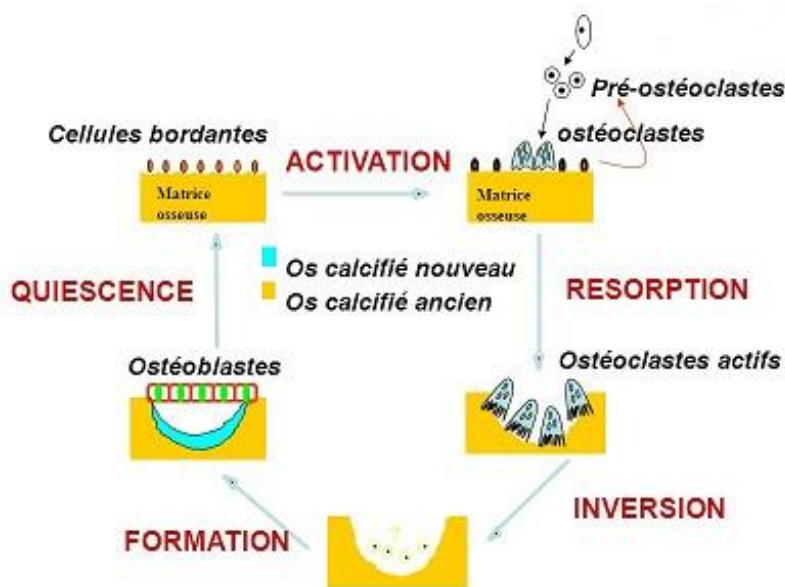 Pré-ostéoclastes
Cellules bordantes
ostéoclastes
ACTIVATION
Matrice
osseuse
Matrice
osseuse
QUIESCENCE
Os calcifié nouveau
Os calcifié ancien
RESORPTION
Ostéoblastes
Ostéoclastes actifs
INVERSION
FORMATION